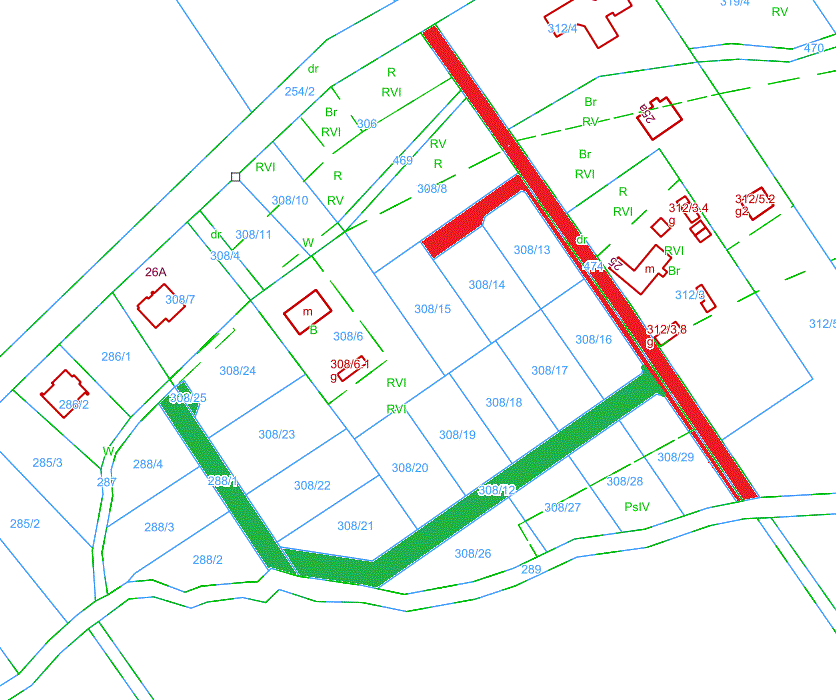 319/4
RV
312/4
470
dr
R
254/2
RVI
Br
306
RVI
Br
RV
25a
RV
469
R
Br
RVI
RVI
R
RV
308/8
308/10
R
RVI
312/3.4
g
312/5.2
g2
dr
308/11
308/4
W
dr
308/13
474
52
m
RVI
Br
26A
308/7
308/14
312/3
308/15
m
B
308/6
312/5
312/3.8
g
308/16
286/1
308/24
308/6.1
g
308/17
RVI
308/25
286/2
308/18
RVI
W
308/23
308/19
285/3
288/4
308/20
308/29
287
288/1
308/22
308/12
308/28
285/2
308/27
PsIV
288/3
308/21
288/2
308/26
289